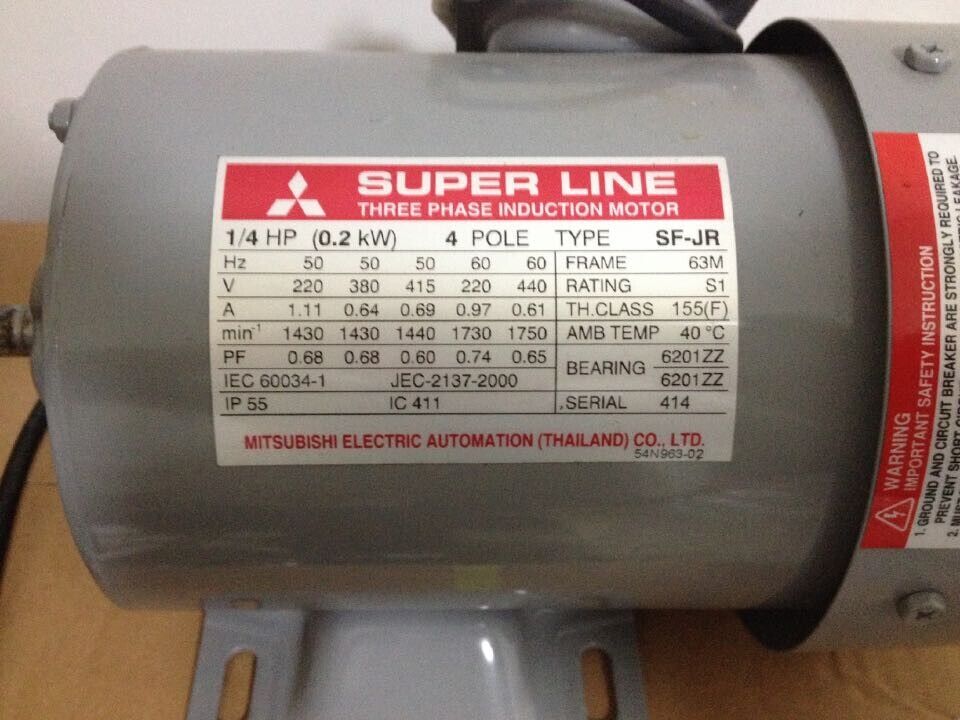 SUPER LINE
THREE PHASE INDUCTION MOTOR
1/4 HP (0.2 kW) 4 POLE TYPE SF-JR
Hz 50 50 50 60 60 FRAME 63M
V 220 380 415 220 440 RATING S1
A 1.11 0.64 0.69 0.97 0.61 TH.CLASS 155(F)
min-1 1430 1430 1440 1730 1750 AMB TEMP 40 °C
PF 0.68 0.68 0.60 0.74 0.65 BEARING 6201ZZ
IEC 60034-1 JEC-2137-2000 6201ZZ
IP 55 IC 411 .SERIAL 414
MITSUBISHI ELECTRIC AUTOMATION (THAILAND) CO., LTD.
54N963-02
WARNING
IMPORTANT SAFETY INSTRUCTION
1. GROUND AND CIRCUIT BREAKER ARE STRONGLY REQUIRED TO
PREVENT SHORT LEAKAGE.
2.